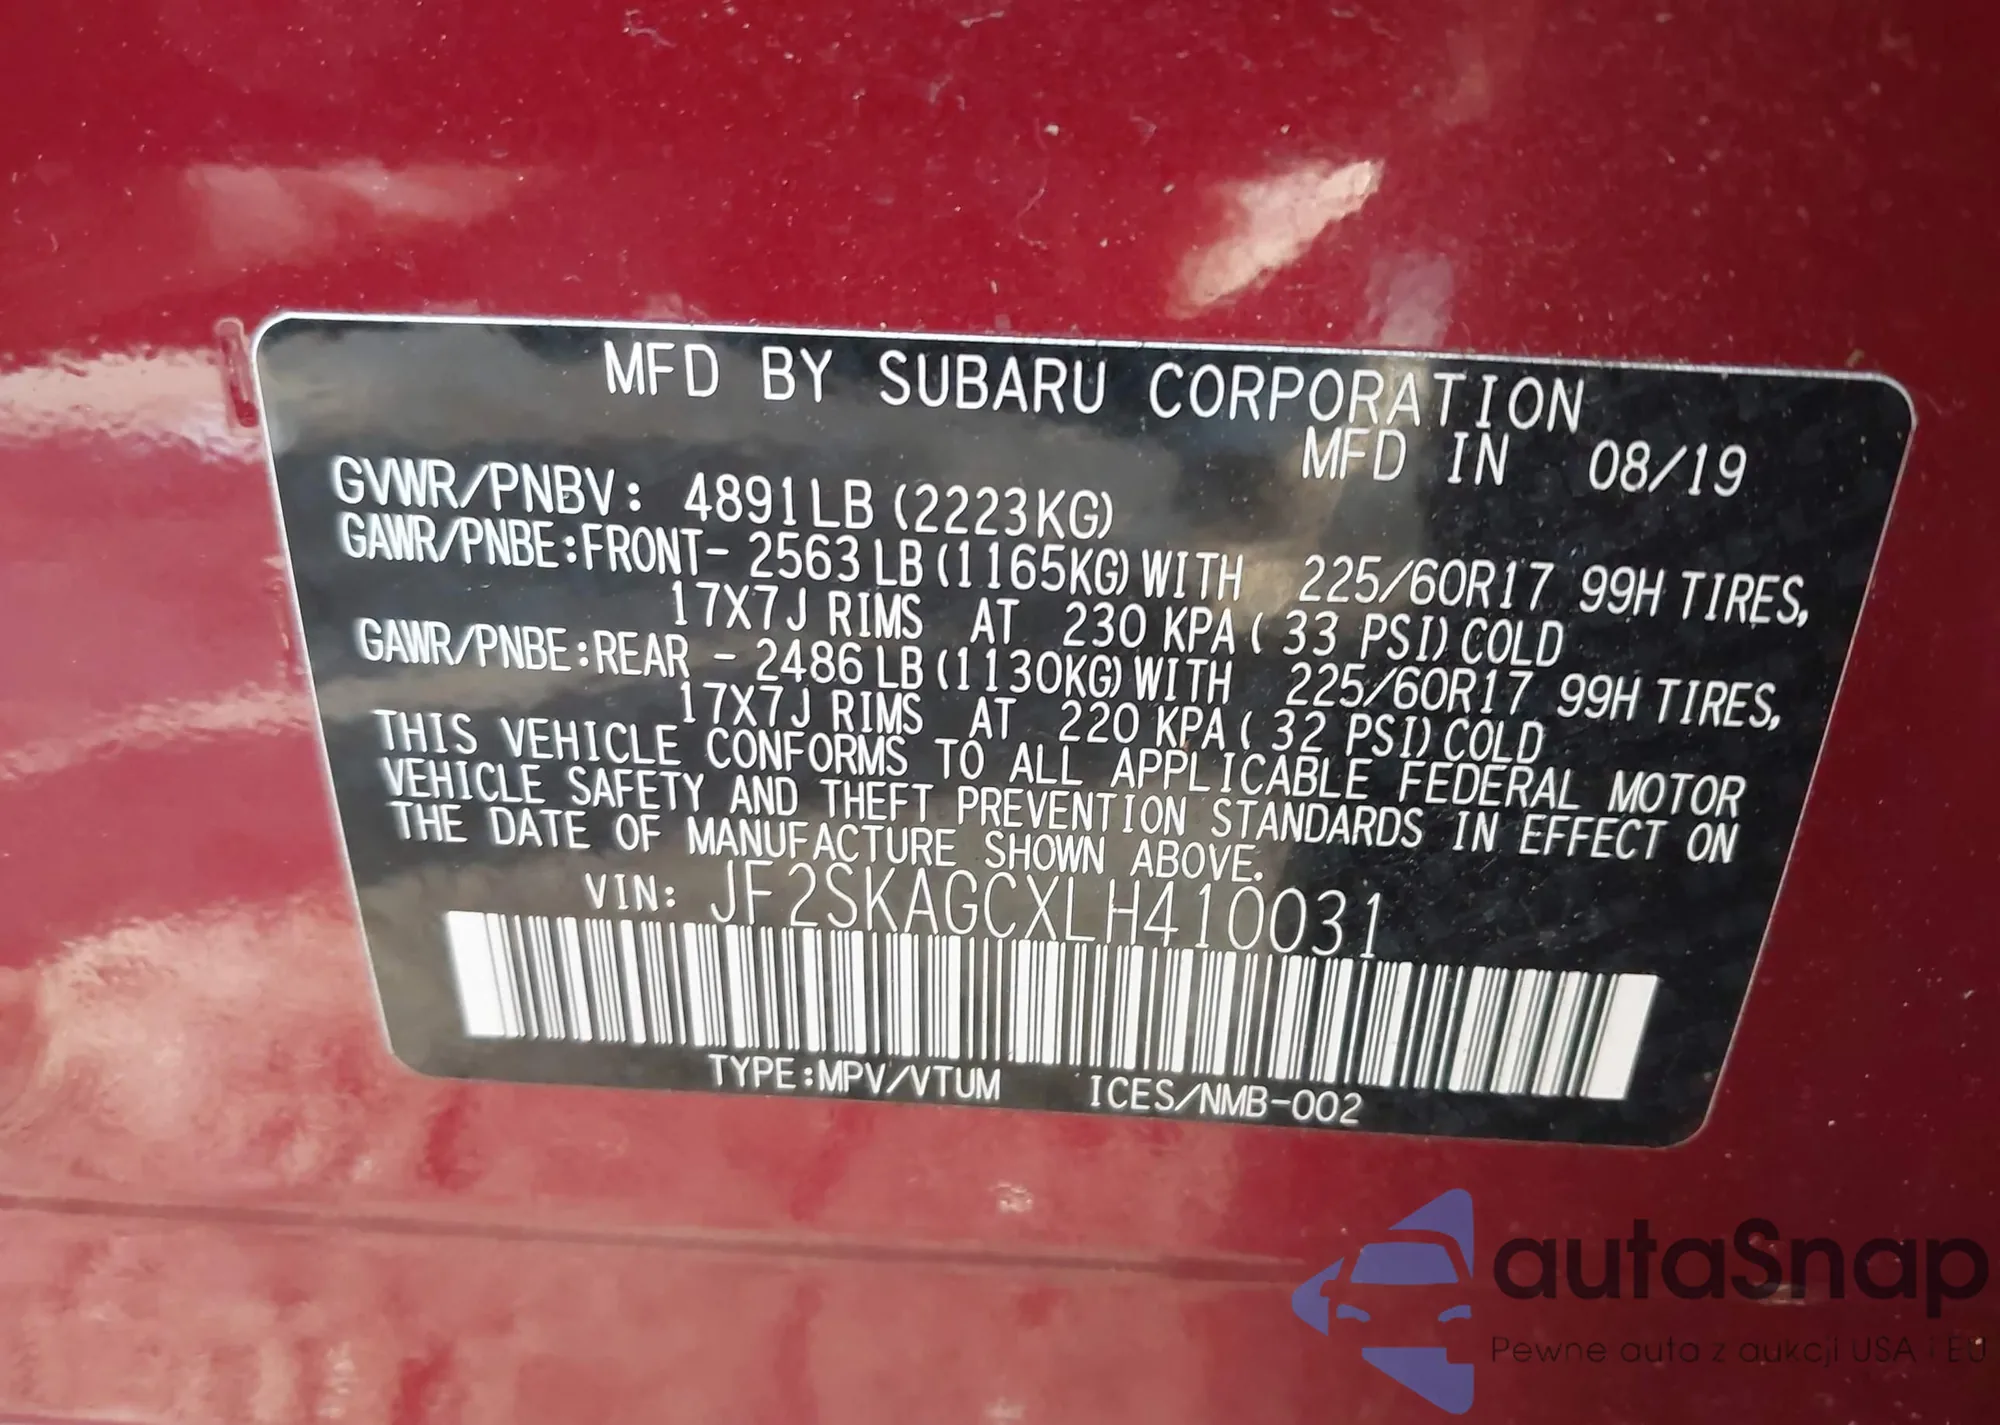 MFD BY SUBARU CORPORATION
MFD IN 08/19
GVWR/PNBV: 4891LB (2223KG)
GAWR/PNBE:FRONT- 2563 LB (1165KG) WITH 225/60R17 99H TIRES,
17X7J RIMS AT 230 KPA ( 33 PSI) COLD
GAWR/PNBE:REAR - 2486 LB (1130KG) WITH 225/60R17 99H TIRES,
17X7J RIMS AT 220 KPA ( 32 PSI) COLD
THIS VEHICLE CONFORMS TO ALL APPLICABLE FEDERAL MOTOR
VEHICLE SAFETY AND THEFT PREVENTION STANDARDS IN EFFECT ON
THE DATE OF MANUFACTURE SHOWN ABOVE.
VIN: JF2SKAGCXLH410031
TYPE:MPV/VTUM ICES/NMB-002
autaSnap
Pewne auta z aukcji USA i EU